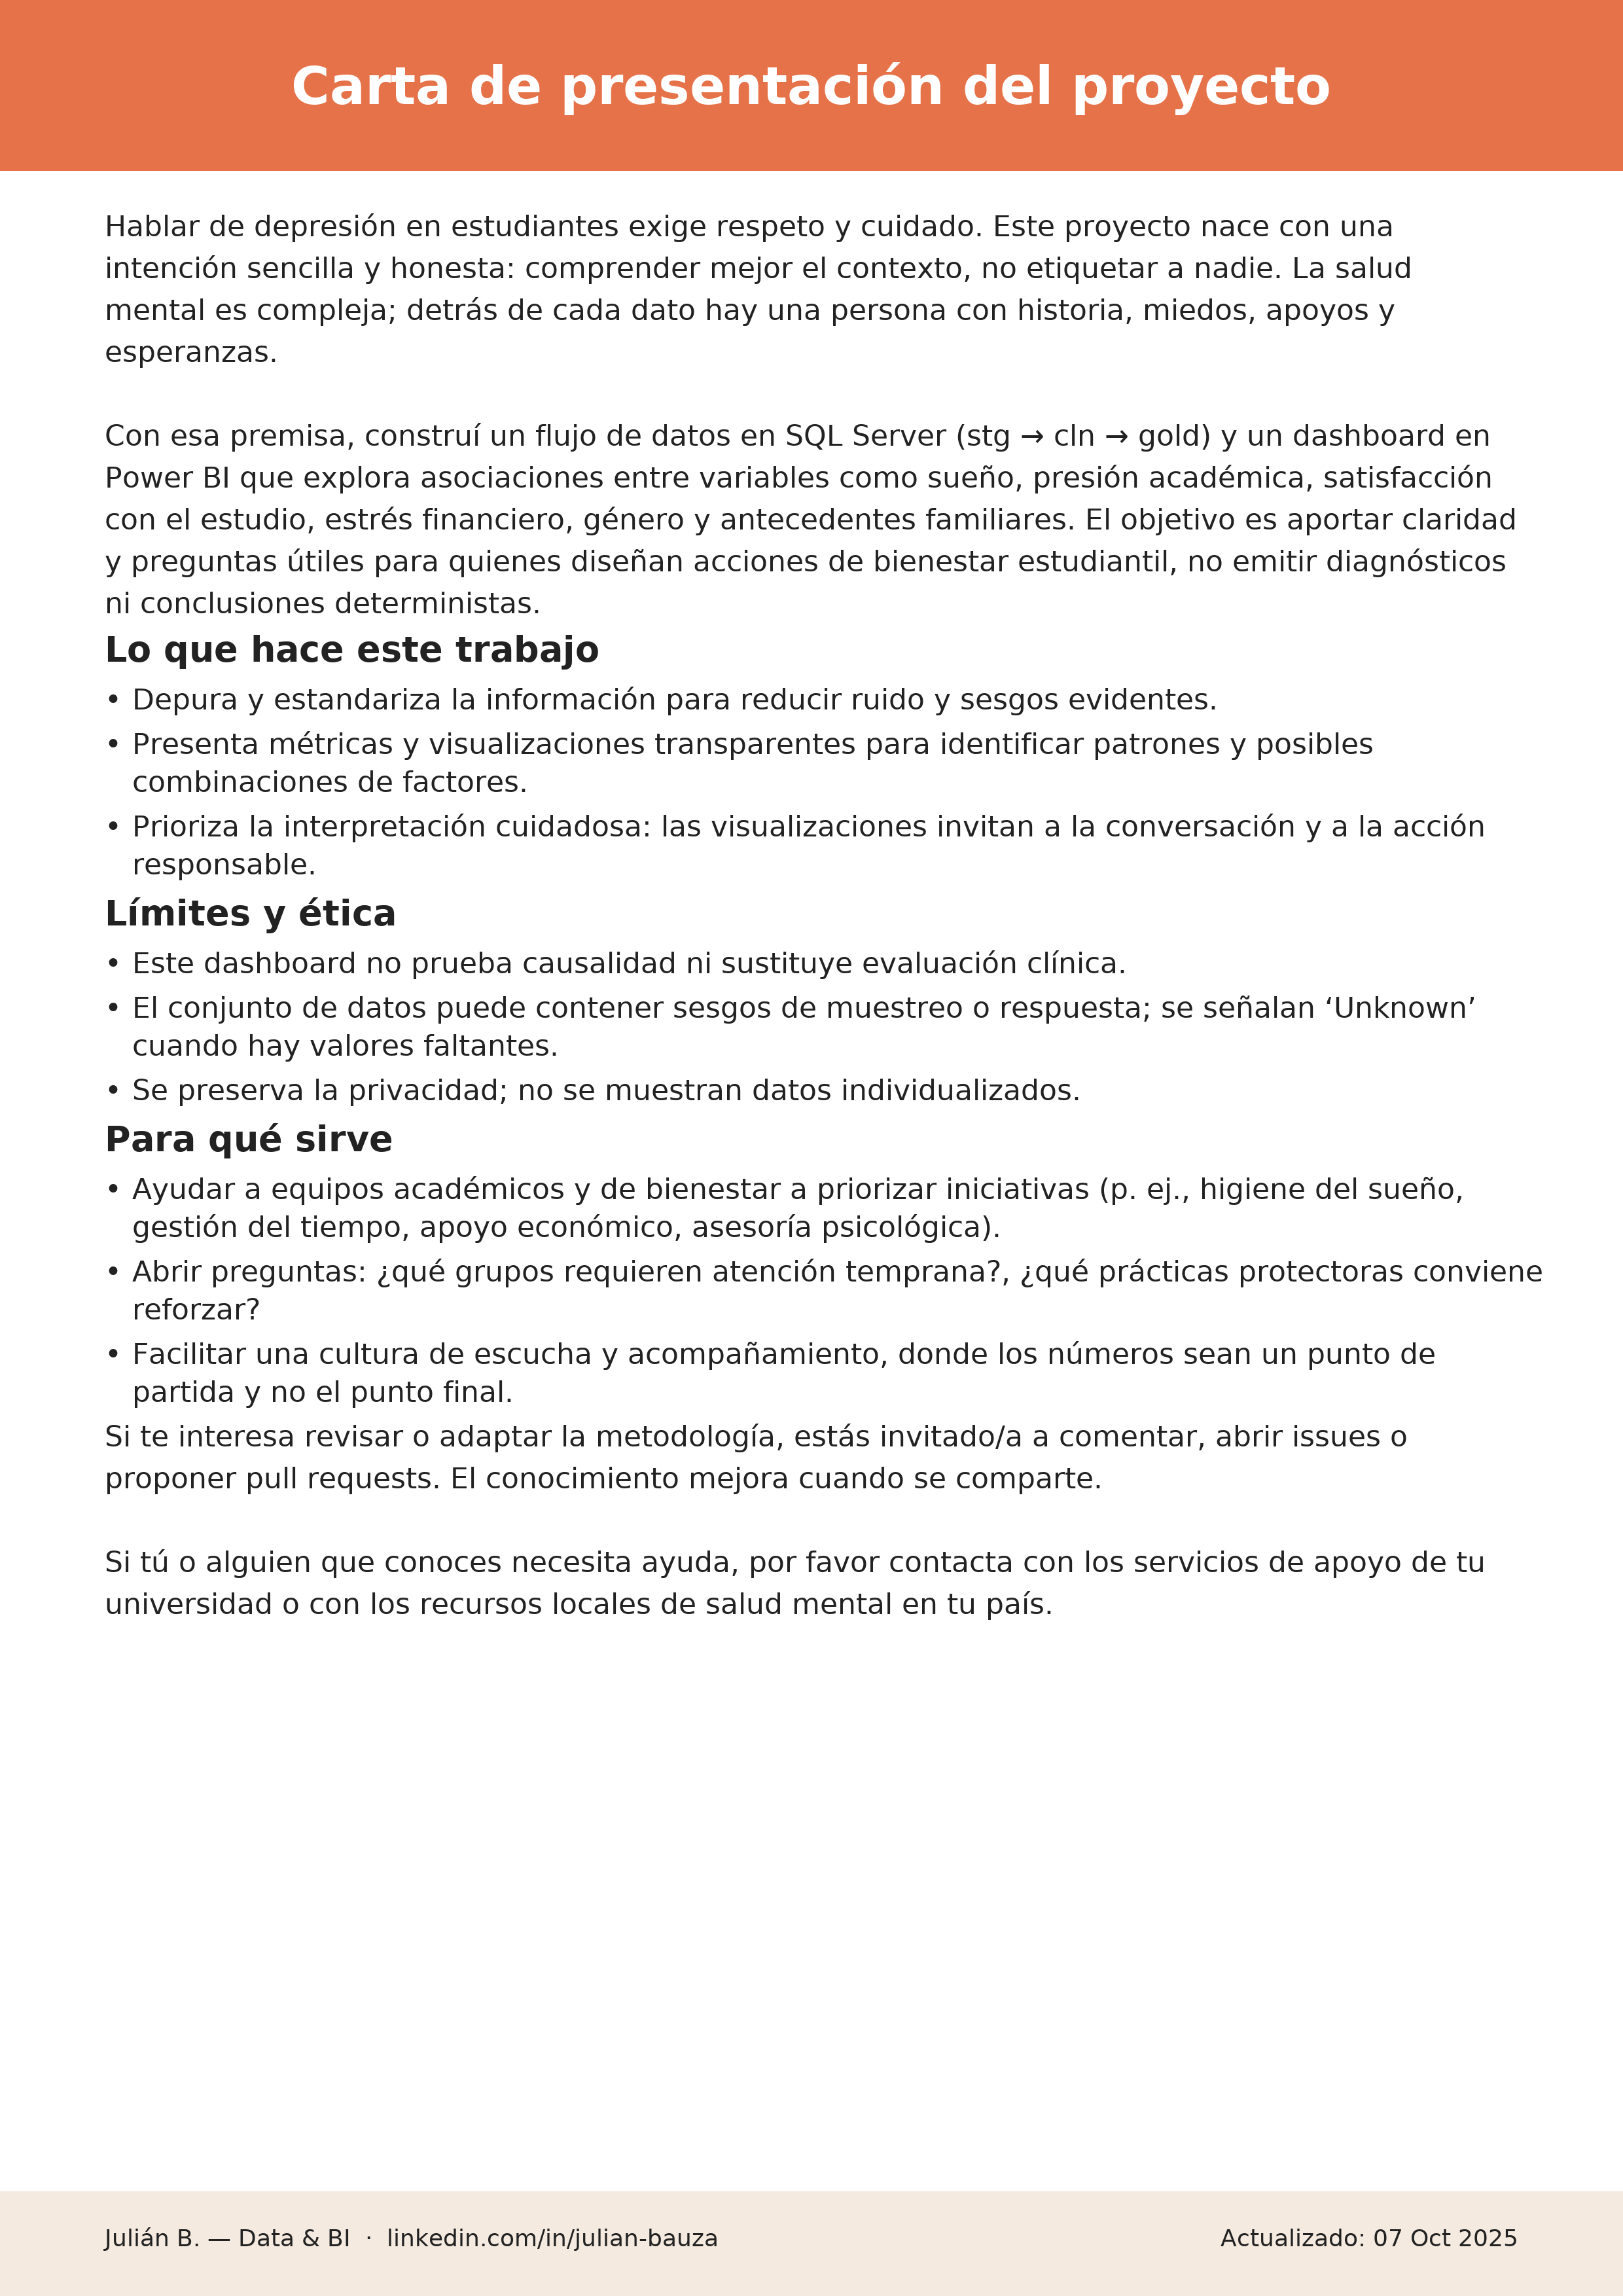 Carta de presentación del proyecto
Hablar de depresión en estudiantes exige respeto y cuidado. Este proyecto nace con una
intención sencilla y honesta: comprender mejor el contexto, no etiquetar a nadie. La salud
mental es compleja; detrás de cada dato hay una persona con historia, miedos, apoyos y
esperanzas.
Con esa premisa, construí un flujo de datos en SQL Server (stg → cln → gold) y un dashboard en
Power BI que explora asociaciones entre variables como sueño, presión académica, satisfacción
con el estudio, estrés financiero, género y antecedentes familiares. El objetivo es aportar claridad
y preguntas útiles para quienes diseñan acciones de bienestar estudiantil, no emitir diagnósticos
ni conclusiones deterministas.
Lo que hace este trabajo
• Depura y estandariza la información para reducir ruido y sesgos evidentes.
• Presenta métricas y visualizaciones transparentes para identificar patrones y posibles
combinaciones de factores.
• Prioriza la interpretación cuidadosa: las visualizaciones invitan a la conversación y a la acción
responsable.
Límites y ética
• Este dashboard no prueba causalidad ni sustituye evaluación clínica.
• El conjunto de datos puede contener sesgos de muestreo o respuesta; se señalan ‘Unknown’
cuando hay valores faltantes.
• Se preserva la privacidad; no se muestran datos individualizados.
Para qué sirve
• Ayudar a equipos académicos y de bienestar a priorizar iniciativas (p. ej., higiene del sueño,
gestión del tiempo, apoyo económico, asesoría psicológica).
• Abrir preguntas: ¿qué grupos requieren atención temprana?, ¿qué prácticas protectoras conviene
reforzar?
• Facilitar una cultura de escucha y acompañamiento, donde los números sean un punto de
partida y no el punto final.
Si te interesa revisar o adaptar la metodología, estás invitado/a a comentar, abrir issues o
proponer pull requests. El conocimiento mejora cuando se comparte.
Si tú o alguien que conoces necesita ayuda, por favor contacta con los servicios de apoyo de tu
universidad o con los recursos locales de salud mental en tu país.
Julián B. — Data & BI · linkedin.com/in/julian-bauza
Actualizado: 07 Oct 2025